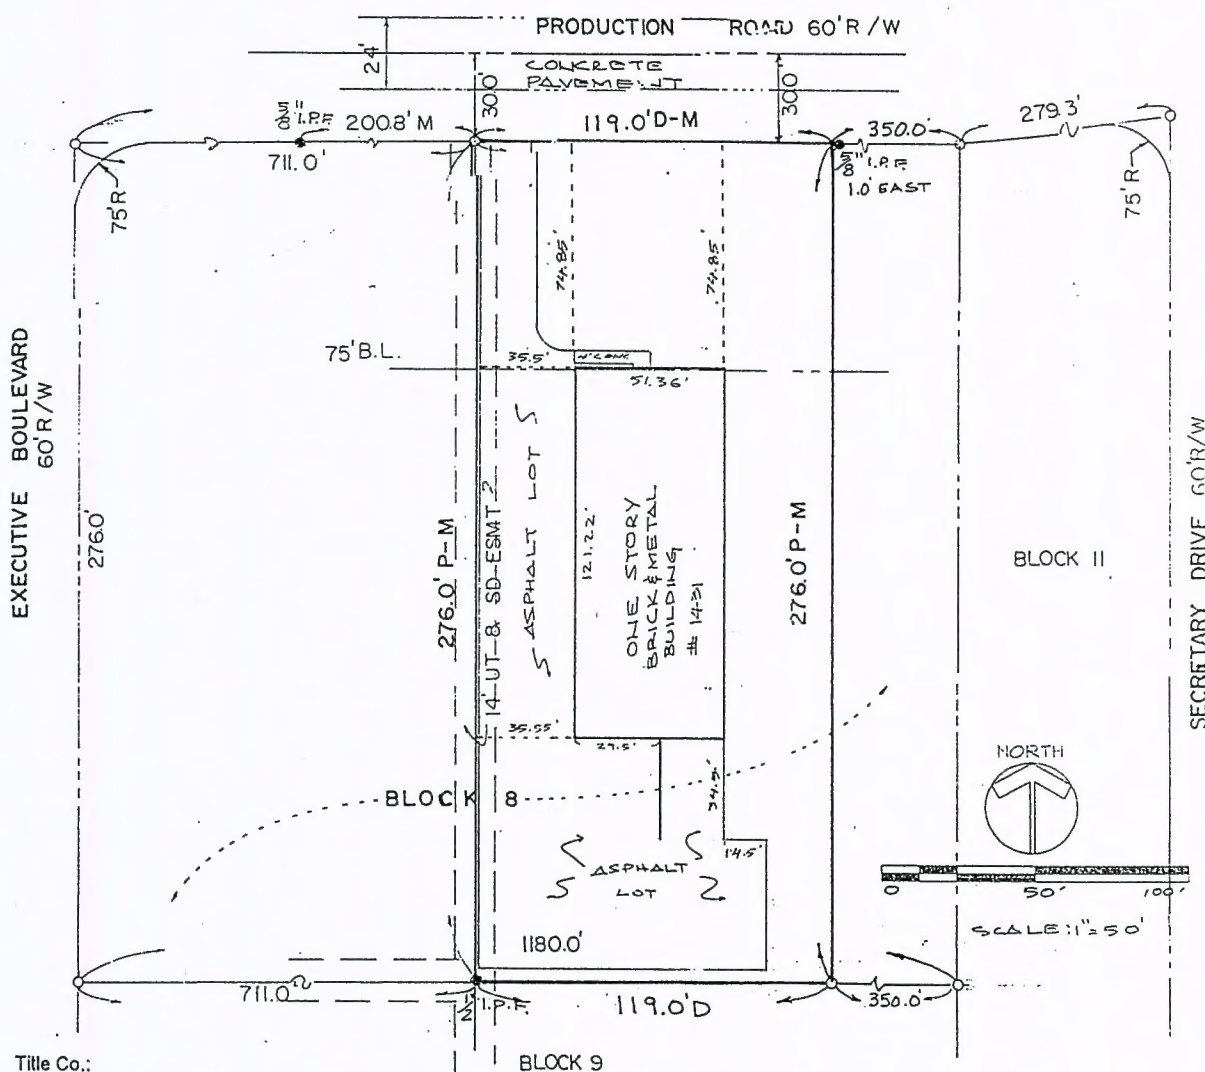 PRODUCTION ROAD 60'R/W
24'
CONCRETE
PAVEMENT
30.0'
30.0
5/8" I.P.F.
200.8' M
119.0'D-M
350.0'
279.3'
711.0'
5/8" I.P.F.
1.0' EAST
75'R
75'R
74.85'
74.85'
75'B.L.
35.5'
51.36'
EXECUTIVE BOULEVARD
60'R/W
276.0'
276.0' P-M
14' UT & SD ESMT
ASPHALT LOT
121.22'
ONE STORY
BRICK & METAL
BUILDING
# 1431
276.0' P-M
BLOCK 11
SECRETARY DRIVE 60'R/W
35.55'
29.5'
34.5'
BLOCK 8
14.5'
NORTH
ASPHALT
LOT
0 50' 100'
SCALE: 1"=50'
1180.0'
711.0'
1/2" I.P.F.
119.0'D
350.0'
Title Co.:
BLOCK 9